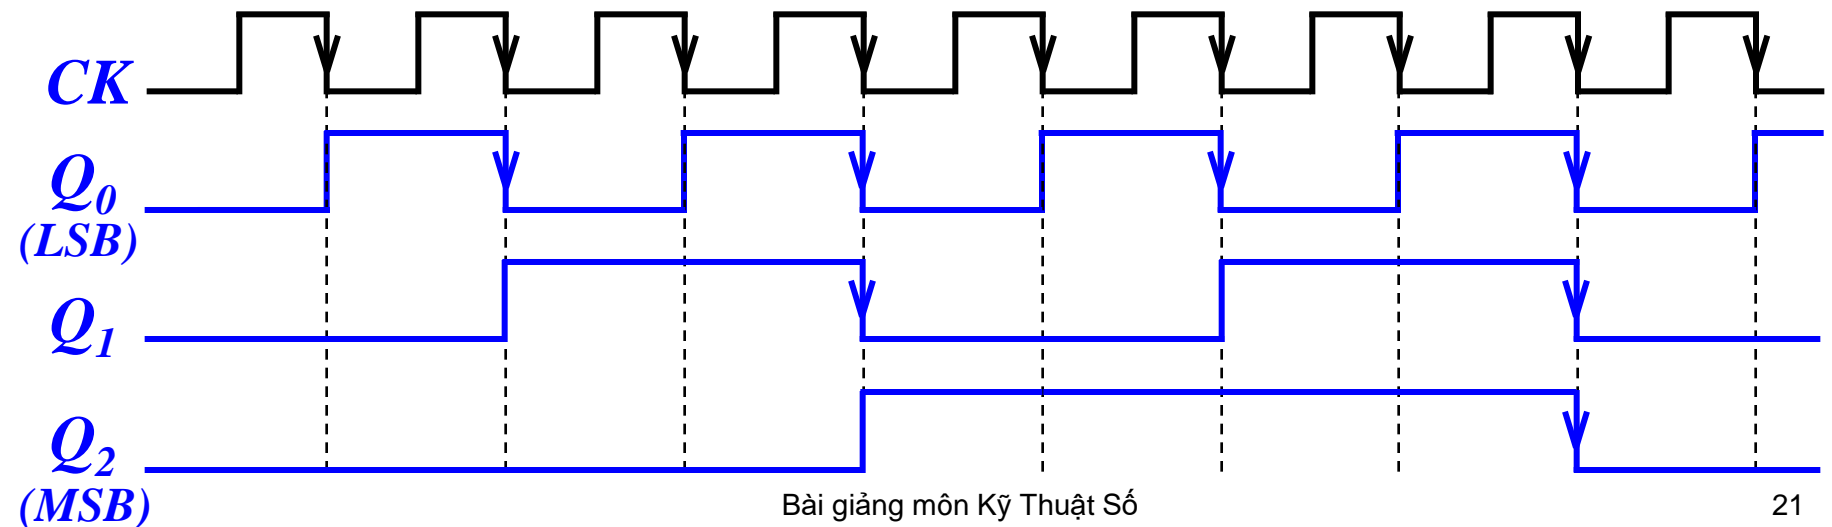 CK
Q0
(LSB)
Q1
Q2
(MSB)
Bài giảng môn Kỹ Thuật Số
21